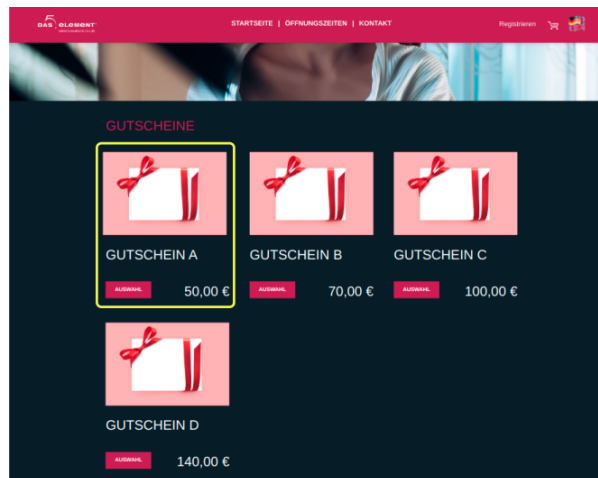 5
DAS ELEMENT
STARTSEITE | ÖFFNUNGSZEITEN | KONTAKT
Registrieren
GUTSCHEINE
GUTSCHEIN A
GUTSCHEIN B
GUTSCHEIN C
AUSWAHL 50,00 €
AUSWAHL 70,00 €
AUSWAHL 100,00 €
GUTSCHEIN D
AUSWAHL 140,00 €